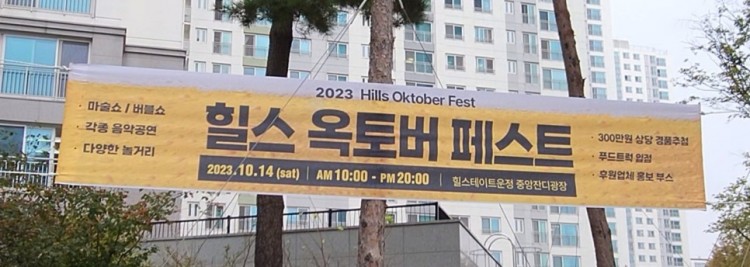 2023 Hills Oktober Fest
· 마술쇼 / 버블쇼
· 각종 음악공연
· 다양한 놀거리
힐스 옥토버 페스트
2023.10.14 (sat) | AM 10:00 - PM 20:00 | 힐스테이트운정 중앙잔디광장
· 300만원 상당 경품추첨
· 푸드트럭 입점
· 후원업체 홍보 부스